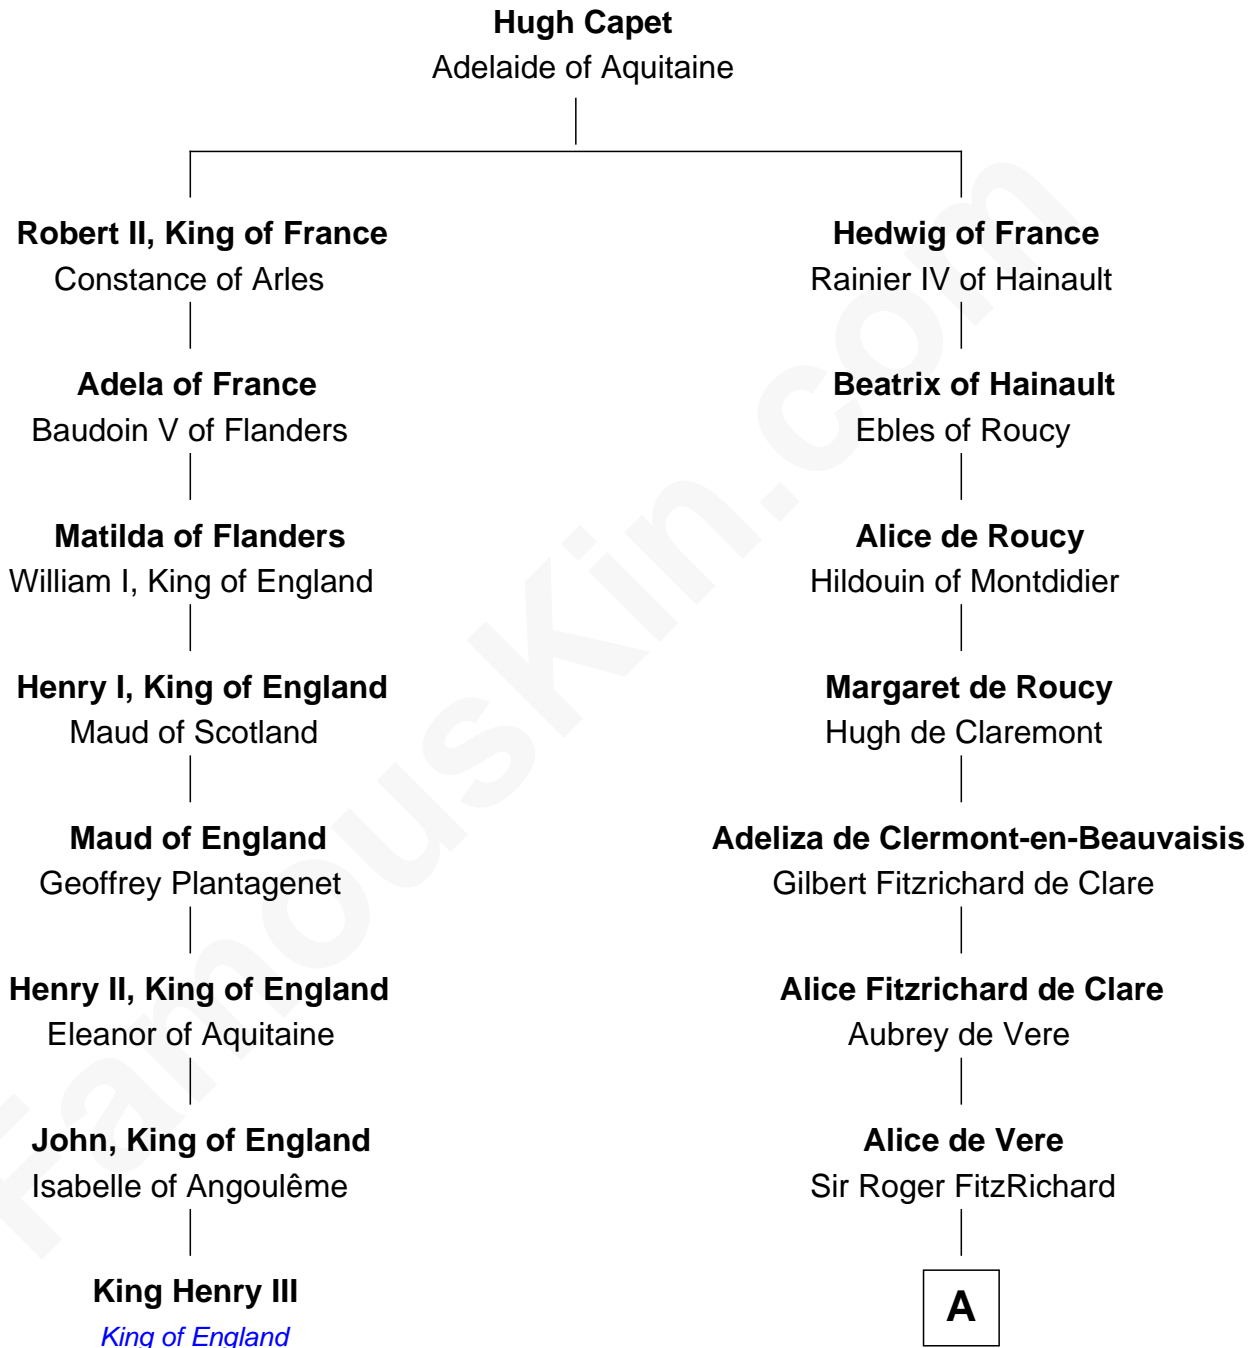 Hugh Capet
Adelaide of Aquitaine
Robert II, King of France
Constance of Arles
Hedwig of France
Rainier IV of Hainault
Adela of France
Baudoin V of Flanders
Beatrix of Hainault
Ebles of Roucy
Matilda of Flanders
William I, King of England
Alice de Roucy
Hildouin of Montdidier
Henry I, King of England
Maud of Scotland
Margaret de Roucy
Hugh de Claremont
Maud of England
Geoffrey Plantagenet
Adeliza de Clermont-en-Beauvaisis
Gilbert Fitzrichard de Clare
Henry II, King of England
Eleanor of Aquitaine
Alice Fitzrichard de Clare
Aubrey de Vere
John, King of England
Isabelle of Angoulême
Alice de Vere
Sir Roger FitzRichard
King Henry III
King of England
A
FamousKin.com